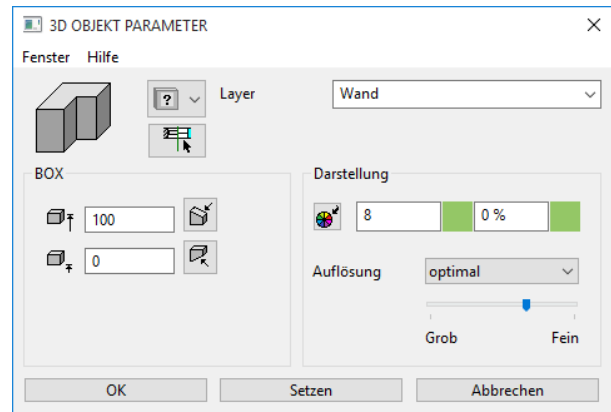 3D OBJEKT PARAMETER
Fenster Hilfe
? Layer Wand
BOX
100
0
Darstellung
8 0 %
Auflösung optimal
Grob Fein
OK Setzen Abbrechen